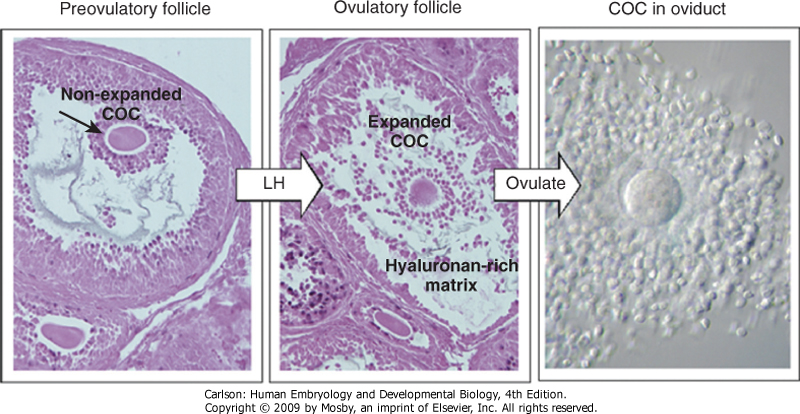 Preovulatory follicle
Ovulatory follicle
COC in oviduct
Non-expanded
COC
LH
Expanded
COC
Hyaluronan-rich
matrix
Ovulate
Carlson: Human Embryology and Developmental Biology, 4th Edition.
Copyright © 2009 by Mosby, an imprint of Elsevier, Inc. All rights reserved.